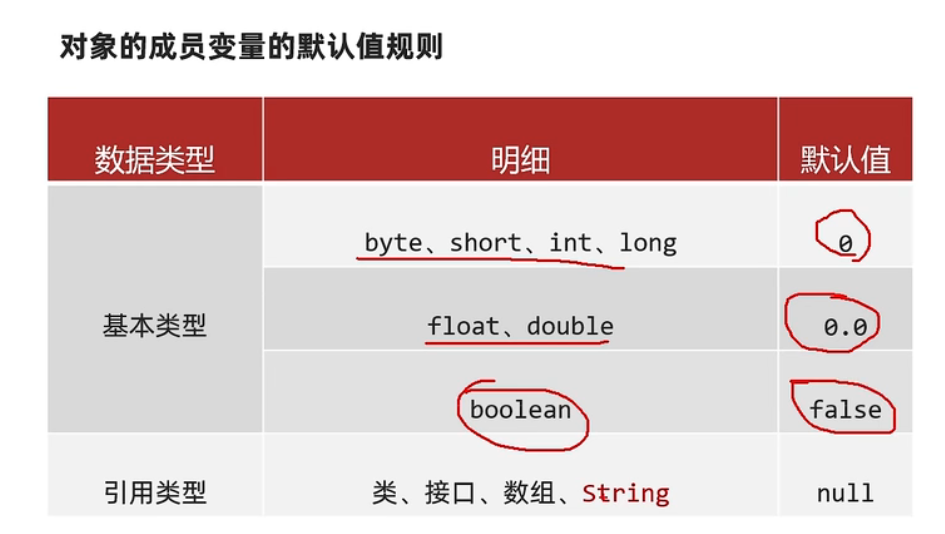 对象的成员变量的默认值规则
数据类型 明细 默认值
byte、short、int、long 0
基本类型 float、double 0.0
boolean false
引用类型 类、接口、数组、String null